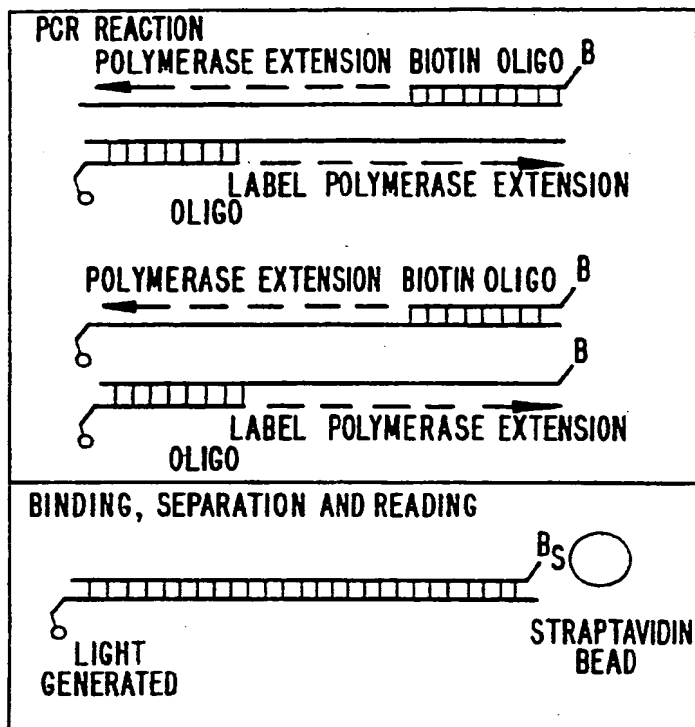 PCR REACTION
POLYMERASE EXTENSION BIOTIN OLIGO B
LABEL POLYMERASE EXTENSION
OLIGO
POLYMERASE EXTENSION BIOTIN OLIGO B
B
LABEL POLYMERASE EXTENSION
OLIGO
BINDING, SEPARATION AND READING
BS
LIGHT
GENERATED
STRAPTAVIDIN
BEAD